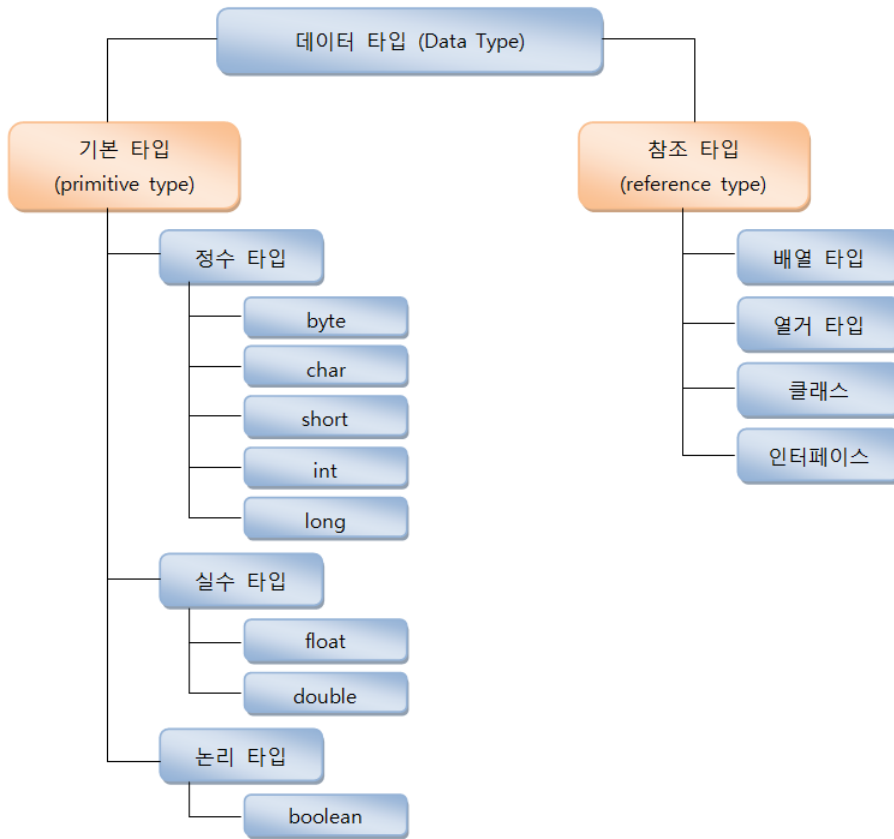 데이터 타입 (Data Type)
기본 타입
(primitive type)
정수 타입
byte
char
short
int
long
실수 타입
float
double
논리 타입
boolean
참조 타입
(reference type)
배열 타입
열거 타입
클래스
인터페이스